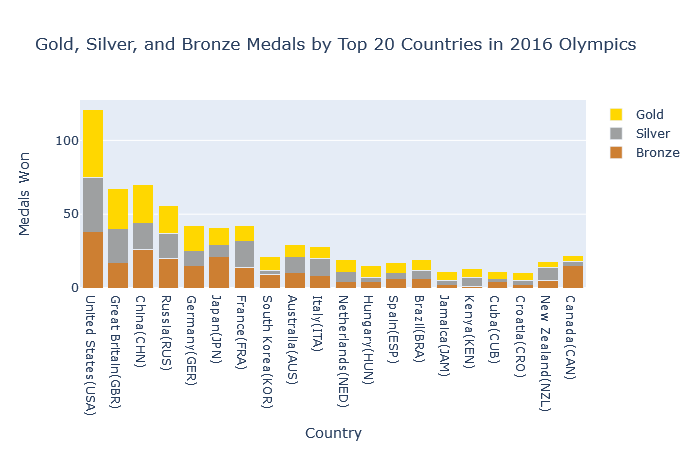 Gold, Silver, and Bronze Medals by Top 20 Countries in 2016 Olympics
Gold
Silver
Bronze
Medals Won
100
50
0
United States(USA)
Great Britain(GBR)
China(CHN)
Russia(RUS)
Germany(GER)
Japan(JPN)
France(FRA)
South Korea(KOR)
Australia(AUS)
Italy(ITA)
Netherlands(NED)
Hungary(HUN)
Spain(ESP)
Brazil(BRA)
Jamaica(JAM)
Kenya(KEN)
Cuba(CUB)
Croatia(CRO)
New Zealand(NZL)
Canada(CAN)
Country